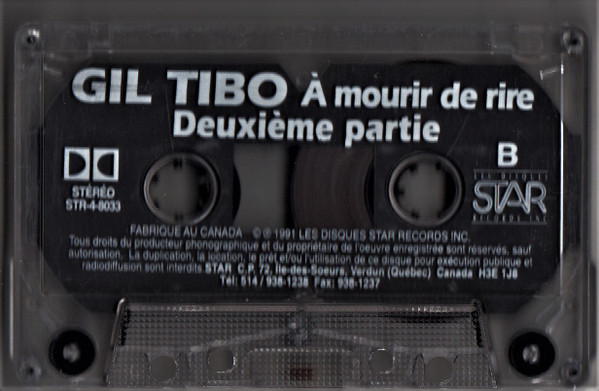 GIL TIBO À mourir de rire
Deuxième partie
B
STÉRÉO
STR-4-8033
LES DISQUES
STAR
RECORDS INC.
FABRIQUE AU CANADA © ℗ 1991 LES DISQUES STAR RECORDS INC.
Tous droits du producteur phonographique et du propriétaire de l'oeuvre enregistrée sont réservés, sauf
autorisation. La duplication, la location, le prêt et/ou l'utilisation de ce disque pour exécution publique et
radiodiffusion sont interdits STAR C.P. 72, Ile-des-Soeurs, Verdun (Québec) Canada H3E 1J8
Tél: 514 / 938-1238 Fax: 938-1237